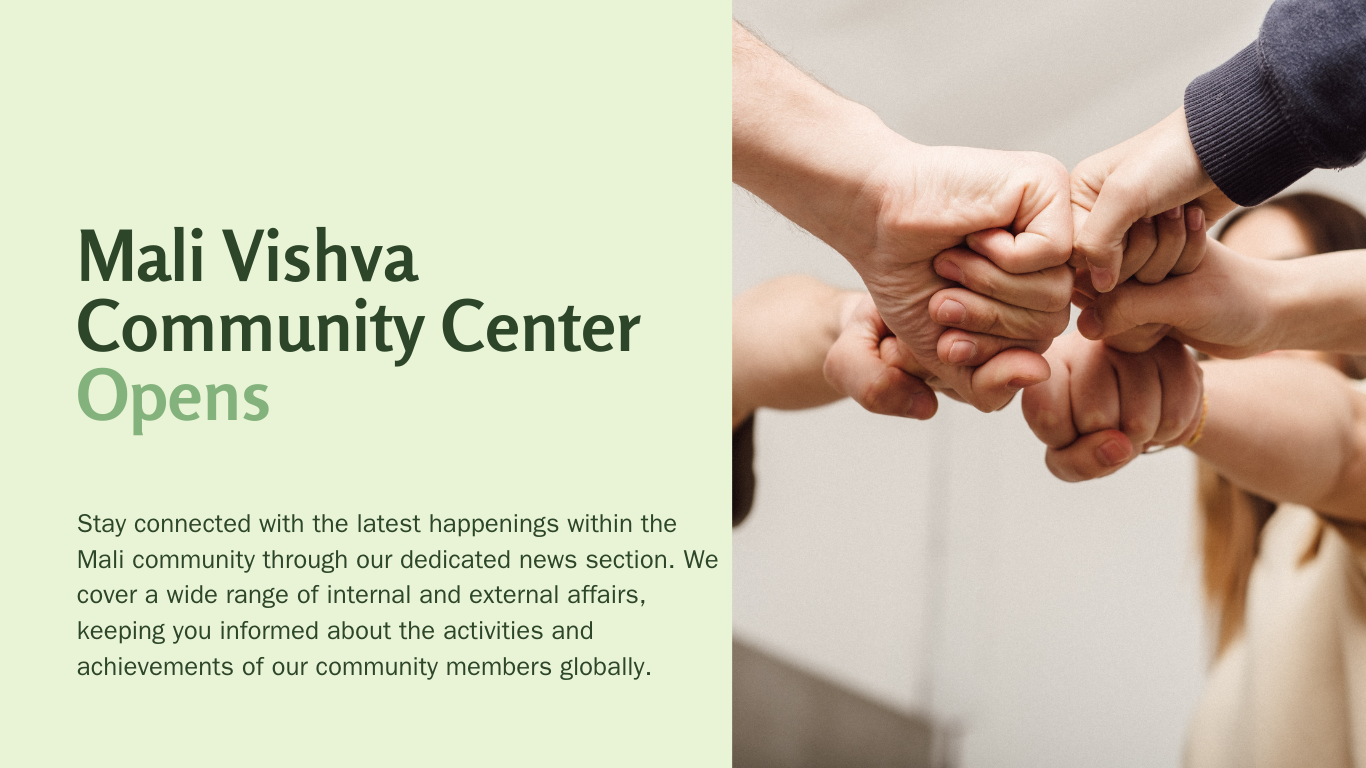 Mali Vishva
Community Center
Opens
Stay connected with the latest happenings within the
Mali community through our dedicated news section. We
cover a wide range of internal and external affairs,
keeping you informed about the activities and
achievements of our community members globally.